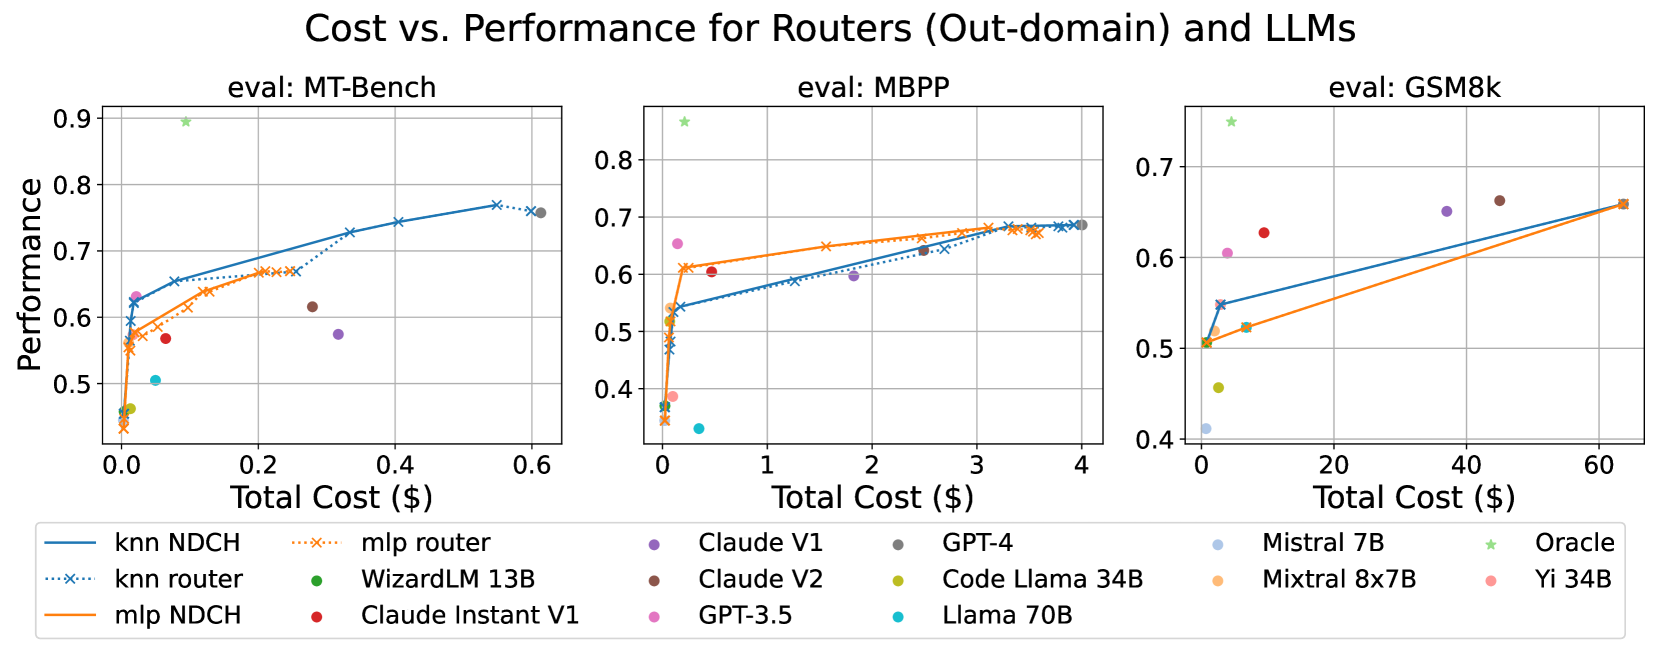 Cost vs. Performance for Routers (Out-domain) and LLMs
eval: MT-Bench
eval: MBPP
eval: GSM8k
Performance
0.9
0.8
0.7
0.6
0.5
0.0 0.2 0.4 0.6
Total Cost ($)
0.8
0.7
0.6
0.5
0.4
0 1 2 3 4
Total Cost ($)
0.7
0.6
0.5
0.4
0 20 40 60
Total Cost ($)
knn NDCH
knn router
mlp NDCH
mlp router
WizardLM 13B
Claude Instant V1
Claude V1
Claude V2
GPT-3.5
GPT-4
Code Llama 34B
Llama 70B
Mistral 7B
Mixtral 8x7B
Oracle
Yi 34B